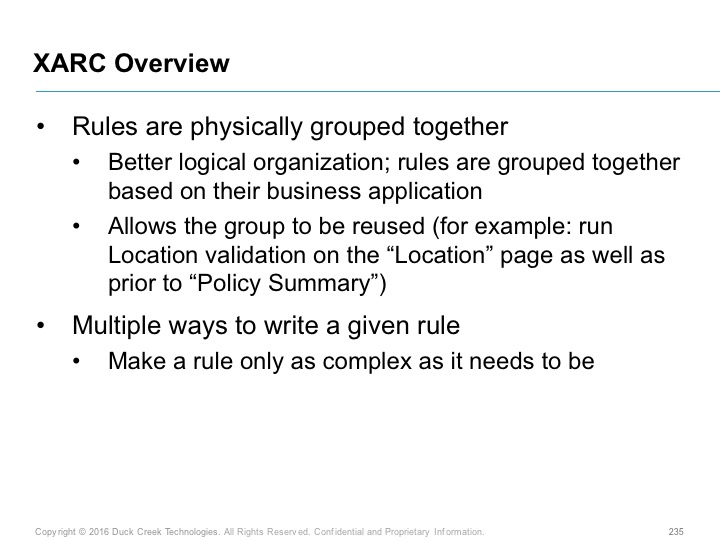 XARC Overview
• Rules are physically grouped together
• Better logical organization; rules are grouped together
based on their business application
• Allows the group to be reused (for example: run
Location validation on the “Location” page as well as
prior to “Policy Summary”)
• Multiple ways to write a given rule
• Make a rule only as complex as it needs to be
Copyright © 2016 Duck Creek Technologies. All Rights Reserved. Confidential and Proprietary Information. 235